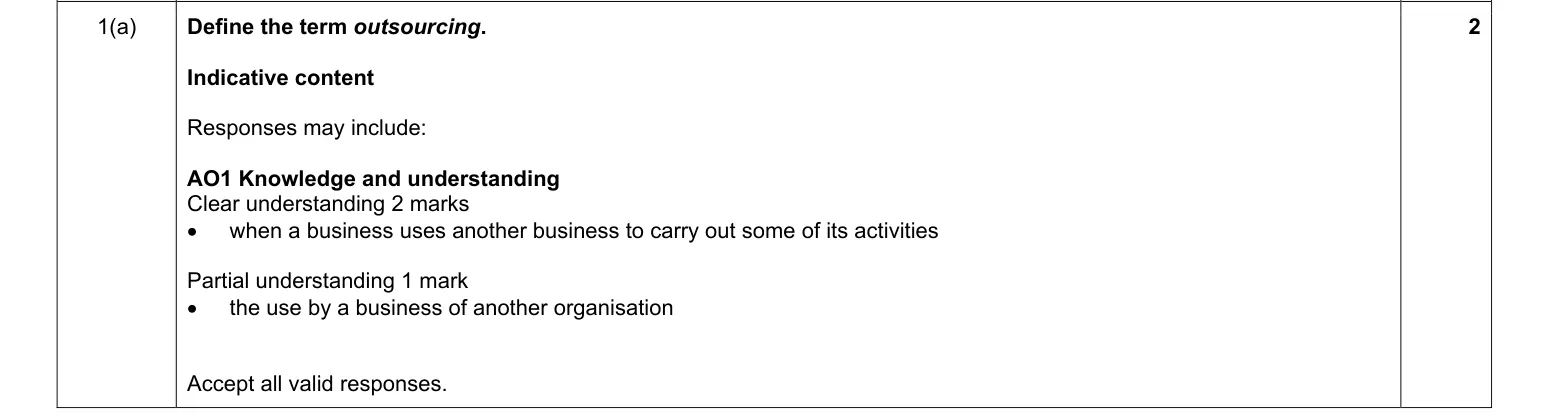 1(a) Define the term outsourcing. 2
Indicative content
Responses may include:
AO1 Knowledge and understanding
Clear understanding 2 marks
• when a business uses another business to carry out some of its activities
Partial understanding 1 mark
• the use by a business of another organisation
Accept all valid responses.